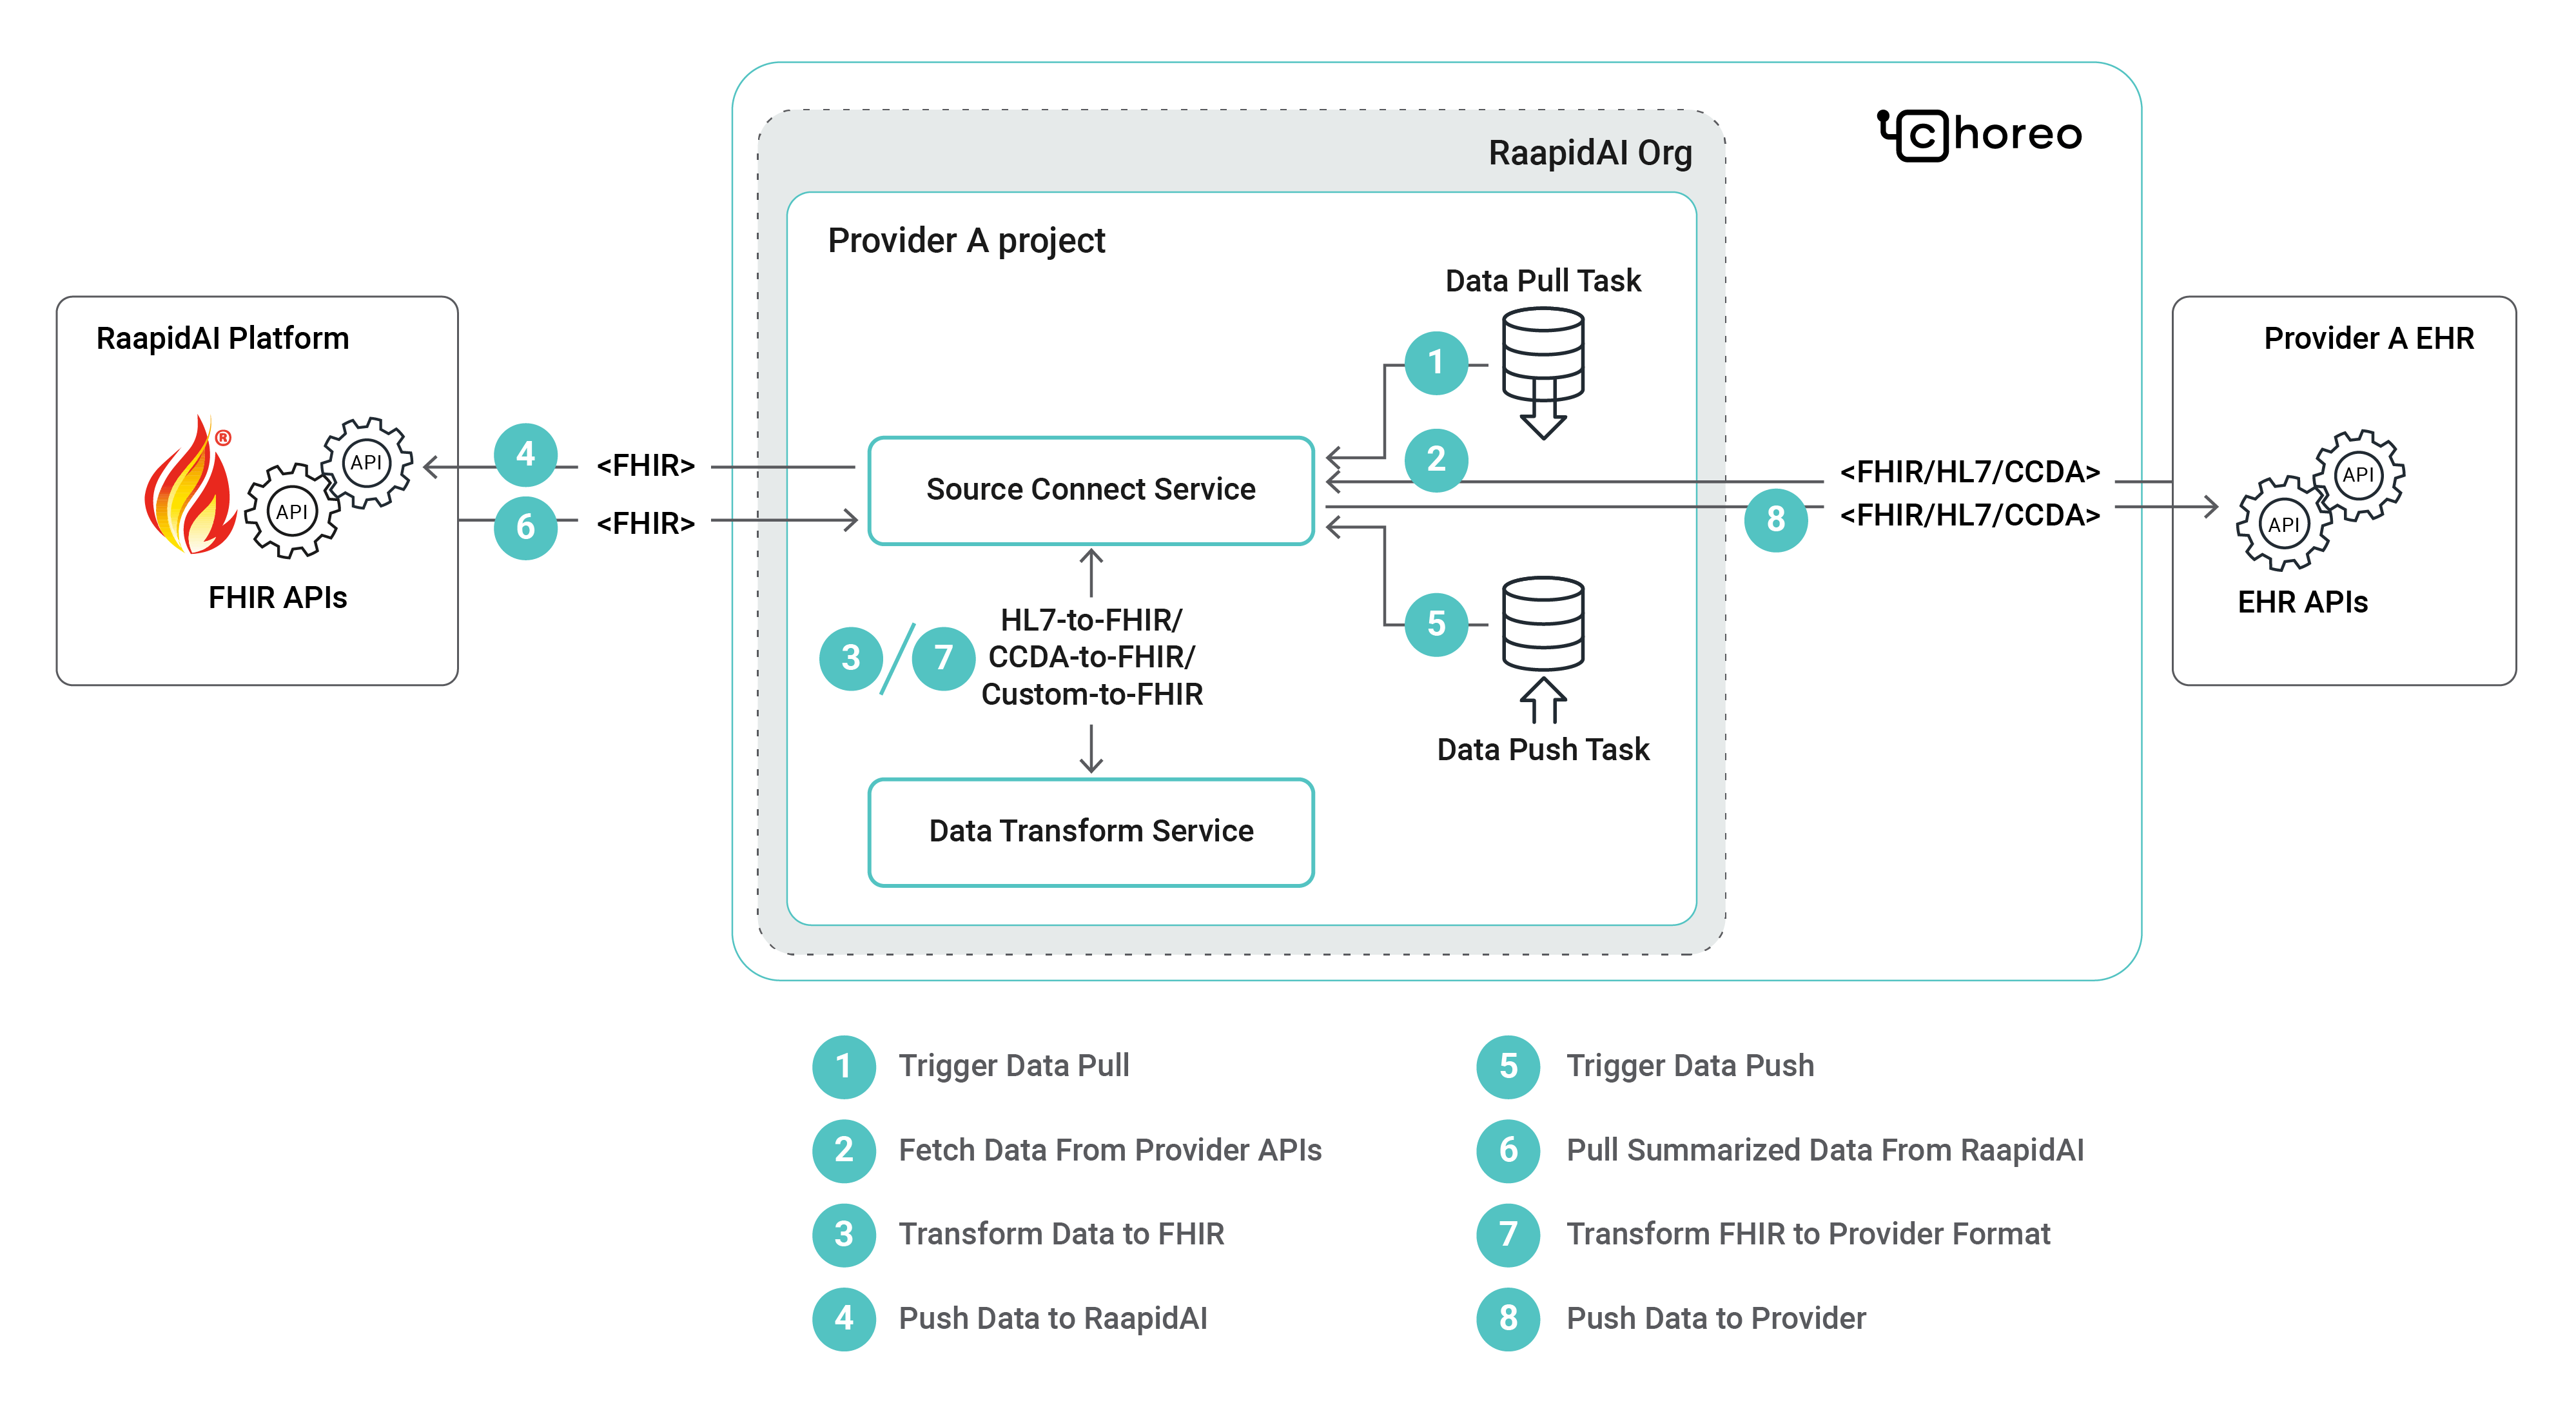 choreo
RaapidAI Org
Provider A project
Data Pull Task
RaapidAI Platform
Provider A EHR
1
®
API
API
FHIR APIs
4
<FHIR>
6
<FHIR>
Source Connect Service
2
<FHIR/HL7/CCDA>
8
<FHIR/HL7/CCDA>
API
API
EHR APIs
3
7
HL7-to-FHIR/
CCDA-to-FHIR/
Custom-to-FHIR
5
Data Push Task
Data Transform Service
1 Trigger Data Pull
2 Fetch Data From Provider APIs
3 Transform Data to FHIR
4 Push Data to RaapidAI
5 Trigger Data Push
6 Pull Summarized Data From RaapidAI
7 Transform FHIR to Provider Format
8 Push Data to Provider